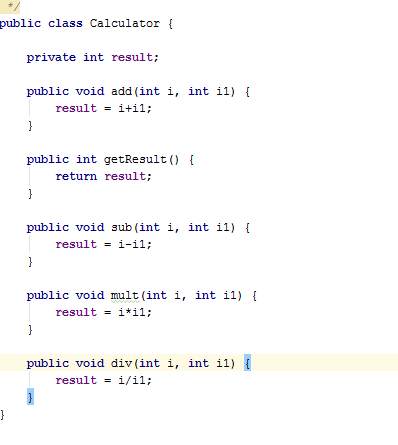 */
public class Calculator {
private int result;
public void add(int i, int i1) {
result = i+i1;
}
public int getResult() {
return result;
}
public void sub(int i, int i1) {
result = i-i1;
}
public void mult(int i, int i1) {
result = i*i1;
}
public void div(int i, int i1) {
result = i/i1;
}
}